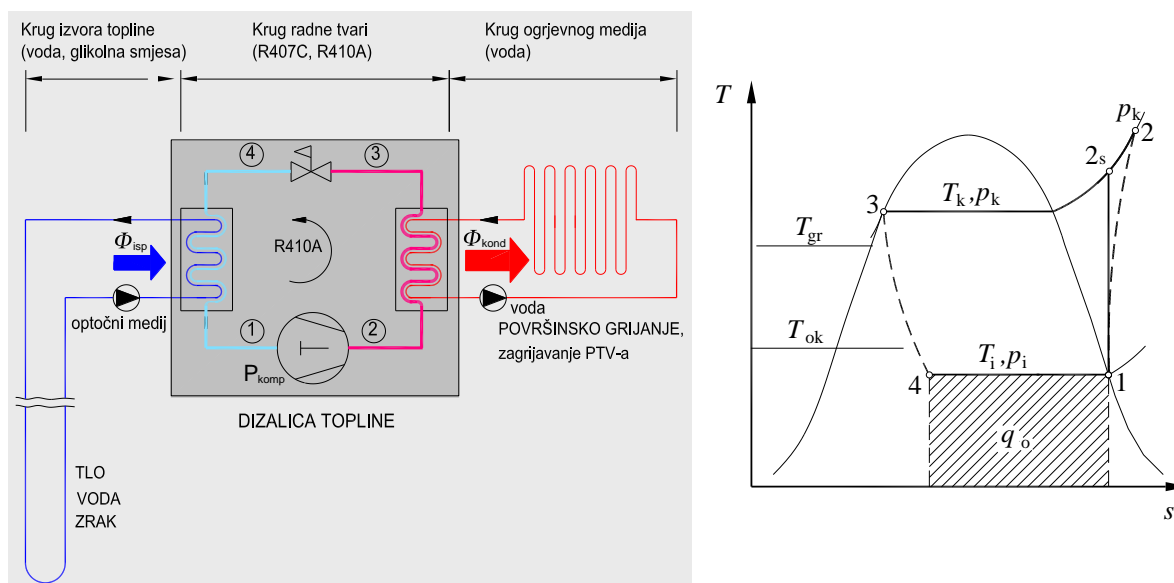 Krug izvora topline
(voda, glikolna smjesa)
Krug radne tvari
(R407C, R410A)
Krug ogrjevnog medija
(voda)
4
3
Φisp
R410A
Φkond
optočni medij
1
2
Pkomp
voda
POVRŠINSKO GRIJANJE,
zagrijavanje PTV-a
DIZALICA TOPLINE
TLO
VODA
ZRAK
T
pk
2
2s
3
Tk,pk
Tgr
Tok
Ti,pi
4
1
qo
s